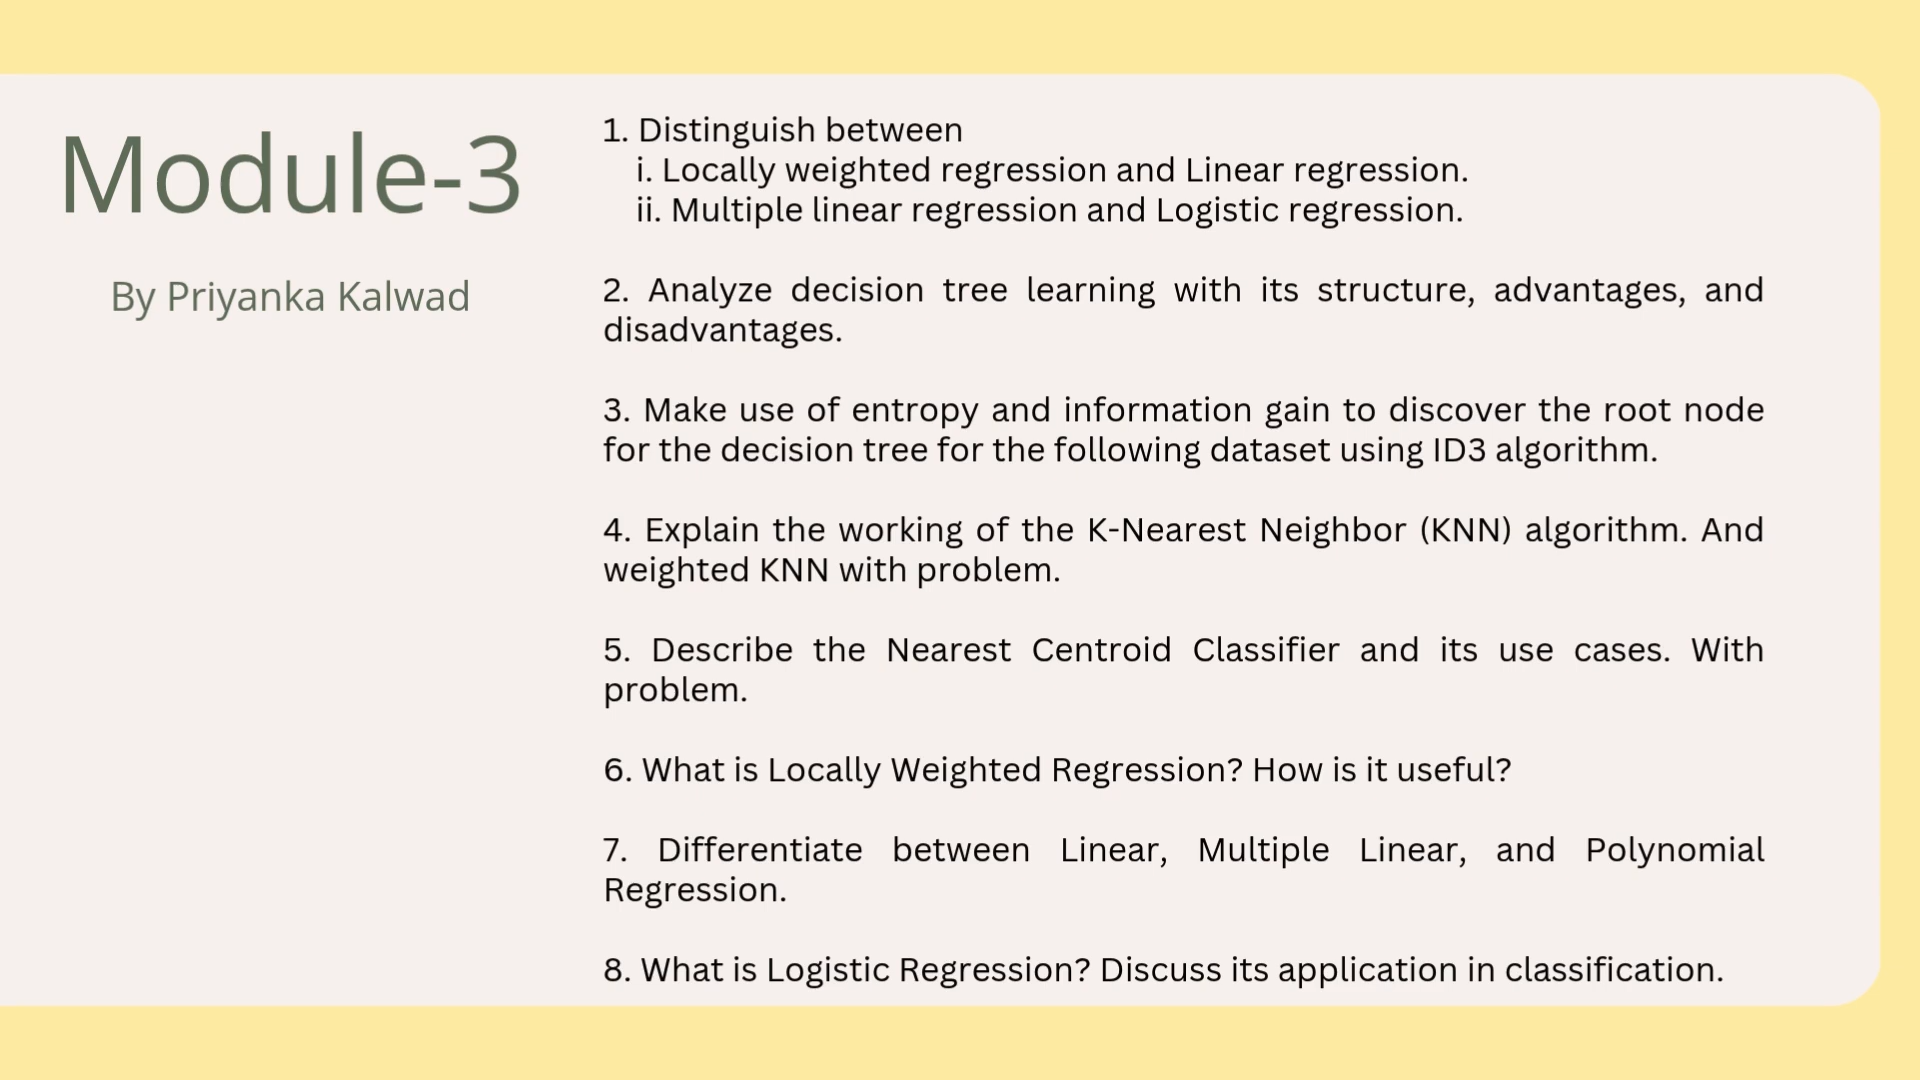 Module-3
By Priyanka Kalwad
1. Distinguish between
i. Locally weighted regression and Linear regression.
ii. Multiple linear regression and Logistic regression.
2. Analyze decision tree learning with its structure, advantages, and
disadvantages.
3. Make use of entropy and information gain to discover the root node
for the decision tree for the following dataset using ID3 algorithm.
4. Explain the working of the K-Nearest Neighbor (KNN) algorithm. And
weighted KNN with problem.
5. Describe the Nearest Centroid Classifier and its use cases. With
problem.
6. What is Locally Weighted Regression? How is it useful?
7. Differentiate between Linear, Multiple Linear, and Polynomial
Regression.
8. What is Logistic Regression? Discuss its application in classification.